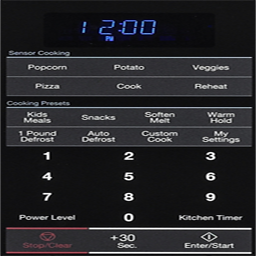 12:00
PM
Sensor Cooking
Popcorn Potato Veggies
Pizza Cook Reheat
Cooking Presets
Kids Meals Snacks Soften Melt Warm Hold
1 Pound Defrost Auto Defrost Custom Cook My Settings
1 2 3
4 5 6
7 8 9
Power Level 0 Kitchen Timer
Stop/Clear +30 Sec. Enter/Start